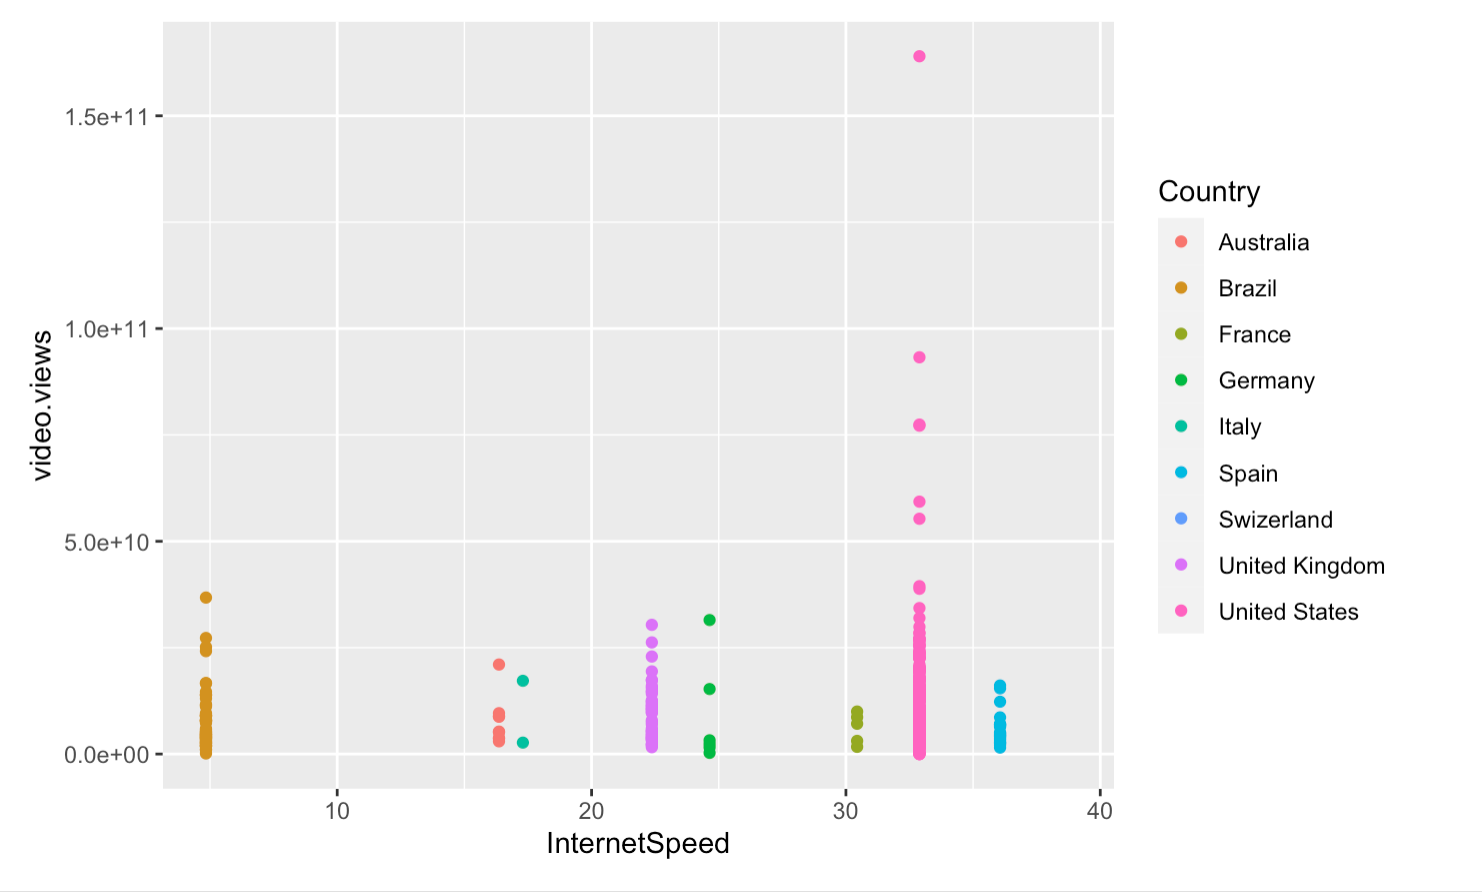 1.5e+11
1.0e+11
5.0e+10
0.0e+00
video.views
10 20 30 40
InternetSpeed
Country
Australia
Brazil
France
Germany
Italy
Spain
Swizerland
United Kingdom
United States